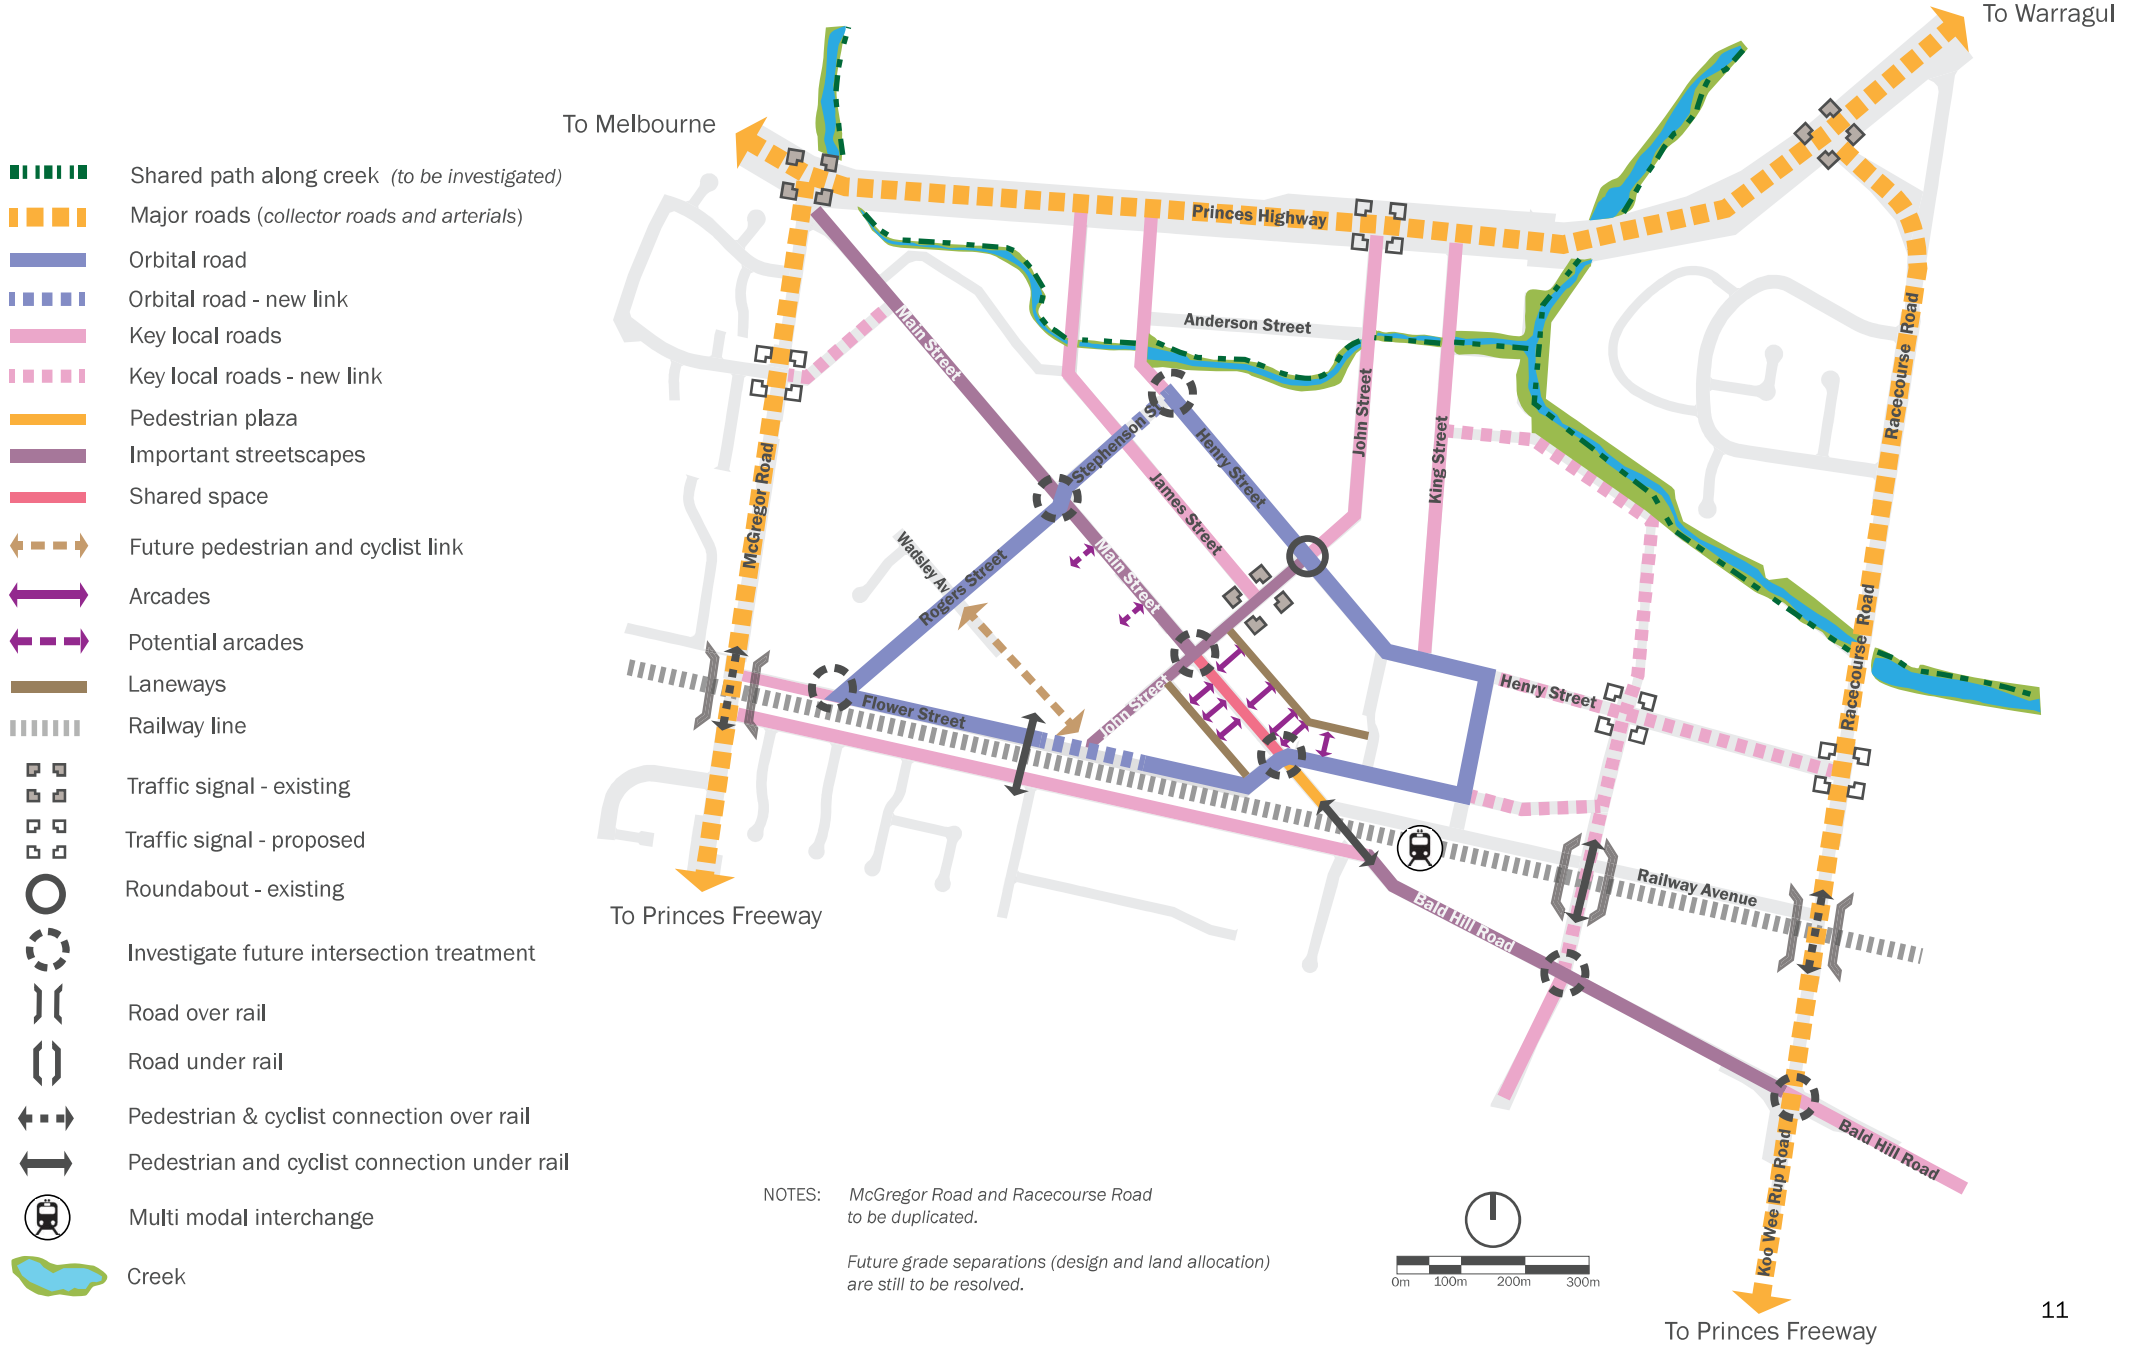 To Warragul
To Melbourne
Shared path along creek (to be investigated)
Major roads (collector roads and arterials)
Orbital road
Orbital road - new link
Key local roads
Key local roads - new link
Pedestrian plaza
Important streetscapes
Shared space
Future pedestrian and cyclist link
Arcades
Potential arcades
Laneways
Railway line
Traffic signal - existing
Traffic signal - proposed
Roundabout - existing
Investigate future intersection treatment
Road over rail
Road under rail
Pedestrian & cyclist connection over rail
Pedestrian and cyclist connection under rail
Multi modal interchange
Creek
Princes Highway
Anderson Street
Main Street
McGregor Road
Stephenson S
Henry Street
James Street
John Street
King Street
Racecourse Road
Wadsley Av
Rogers Street
Main Street
John Street
Flower Street
Henry Street
Racecourse Road
Racecourse Road
Railway Avenue
Bald Hill Road
Bald Hill Road
Koo Wee Rup Road
To Princes Freeway
To Princes Freeway
NOTES: McGregor Road and Racecourse Road
to be duplicated.
Future grade separations (design and land allocation)
are still to be resolved.
0m 100m 200m 300m
11